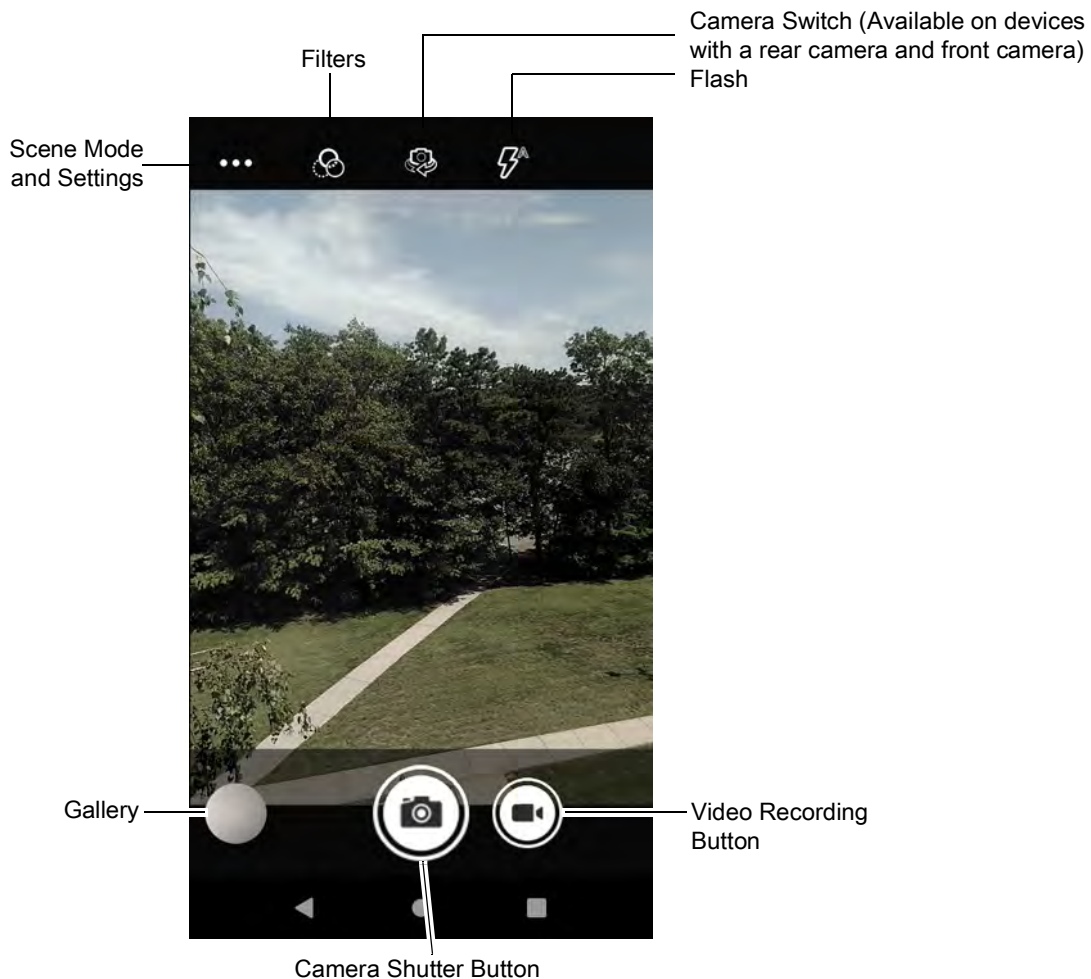 Camera Switch (Available on devices
with a rear camera and front camera)
Flash
Filters
Scene Mode
and Settings
A
Gallery
Video Recording
Button
Camera Shutter Button